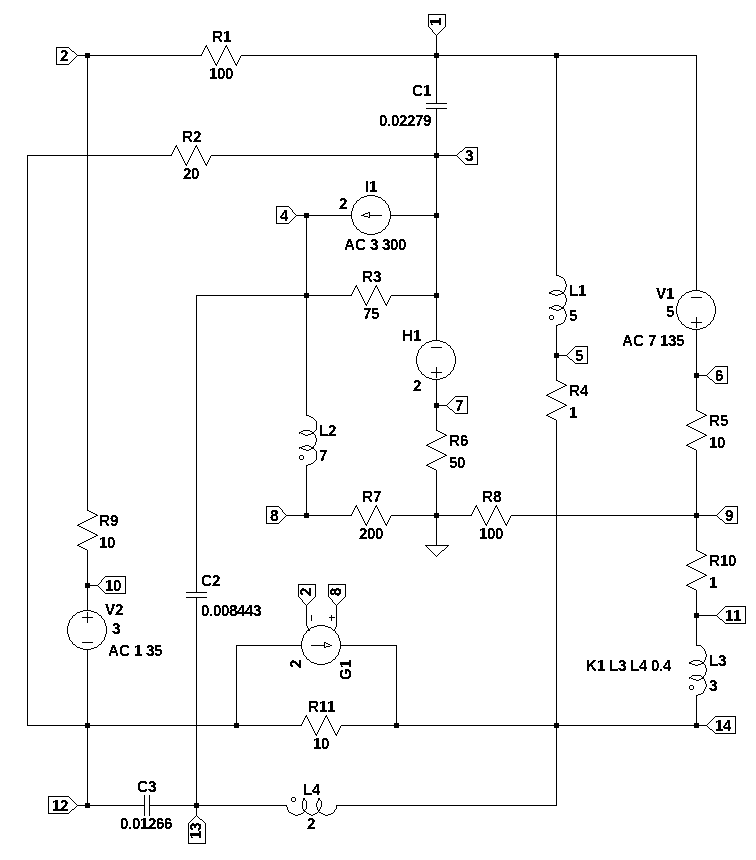 1
2
R1
100
C1
0.02279
R2
20
3
I1
2
4
AC 3 300
R3
75
L1
5
V1
5
AC 7 135
H1
2
5
6
7
R4
1
L2
7
R6
50
R5
10
8
R7
200
R8
100
9
R9
10
R10
1
10
C2
0.008443
2
8
V2
3
AC 1 35
- +
2
G1
11
K1 L3 L4 0.4
L3
3
R11
10
14
C3
0.01266
12
13
L4
2